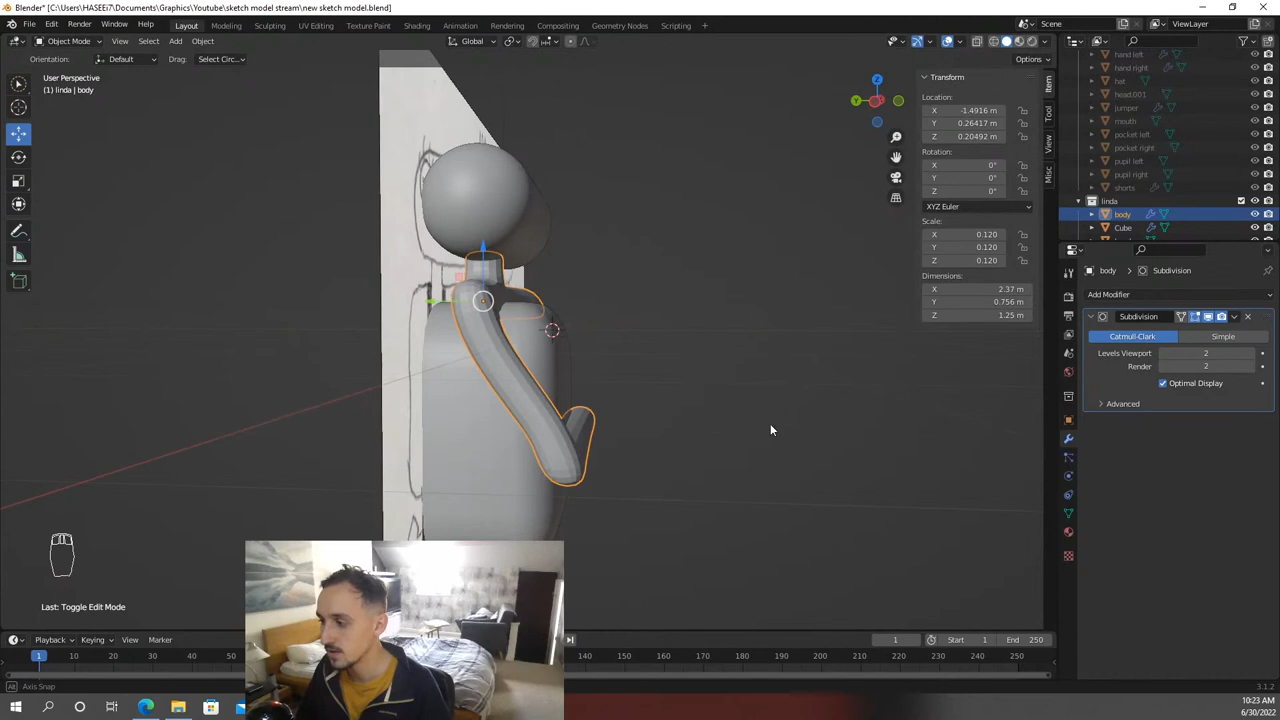 Blender* [C:\Users\HASEEi7\Documents\Graphics\Youtube\sketch model stream\new sketch model.blend]
File Edit Render Window Help Layout Modeling Sculpting UV Editing Texture Paint Shading Animation Rendering Compositing Geometry Nodes Scripting + Scene ViewLayer
Object Mode View Select Add Object Global
Orientation: Default Drag: Select Circ... Options
User Perspective
(1) linda | body
Transform
Location:
X -1.4916 m
Y 0.26417 m
Z 0.20492 m
Rotation:
X 0°
Y 0°
Z 0°
XYZ Euler
Scale:
X 0.120
Y 0.120
Z 0.120
Dimensions:
X 2.37 m
Y 0.756 m
Z 1.25 m
Item
Tool
View
Misc
X
Y
Z
hand left
hand right
hat
head.001
jumper
mouth
pocket left
pocket right
pupil left
pupil right
shorts
linda
body
Cube
body Subdivision
Add Modifier
Subdivision
Catmull-Clark Simple
Levels Viewport 2
Render 2
Optimal Display
Advanced
Last: Toggle Edit Mode
Playback Keying View Marker 1 Start 1 End 250
1 10 20 30 40 50 140 150 160 170 180 190 200 210 220 230 240 250
Axis Snap 3.1.2
10:23 AM
6/30/2022